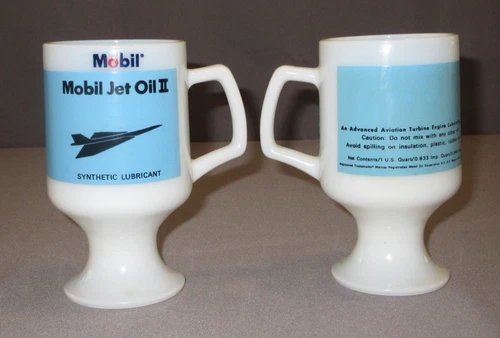 Mobil
Mobil Jet Oil II
SYNTHETIC LUBRICANT
An Advanced Aviation Turbine Engine
Caution: Do not mix with any other
Avoid spilling on insulation, plastic,
Net Contents/1 U.S. Quart/0.833 Imp.